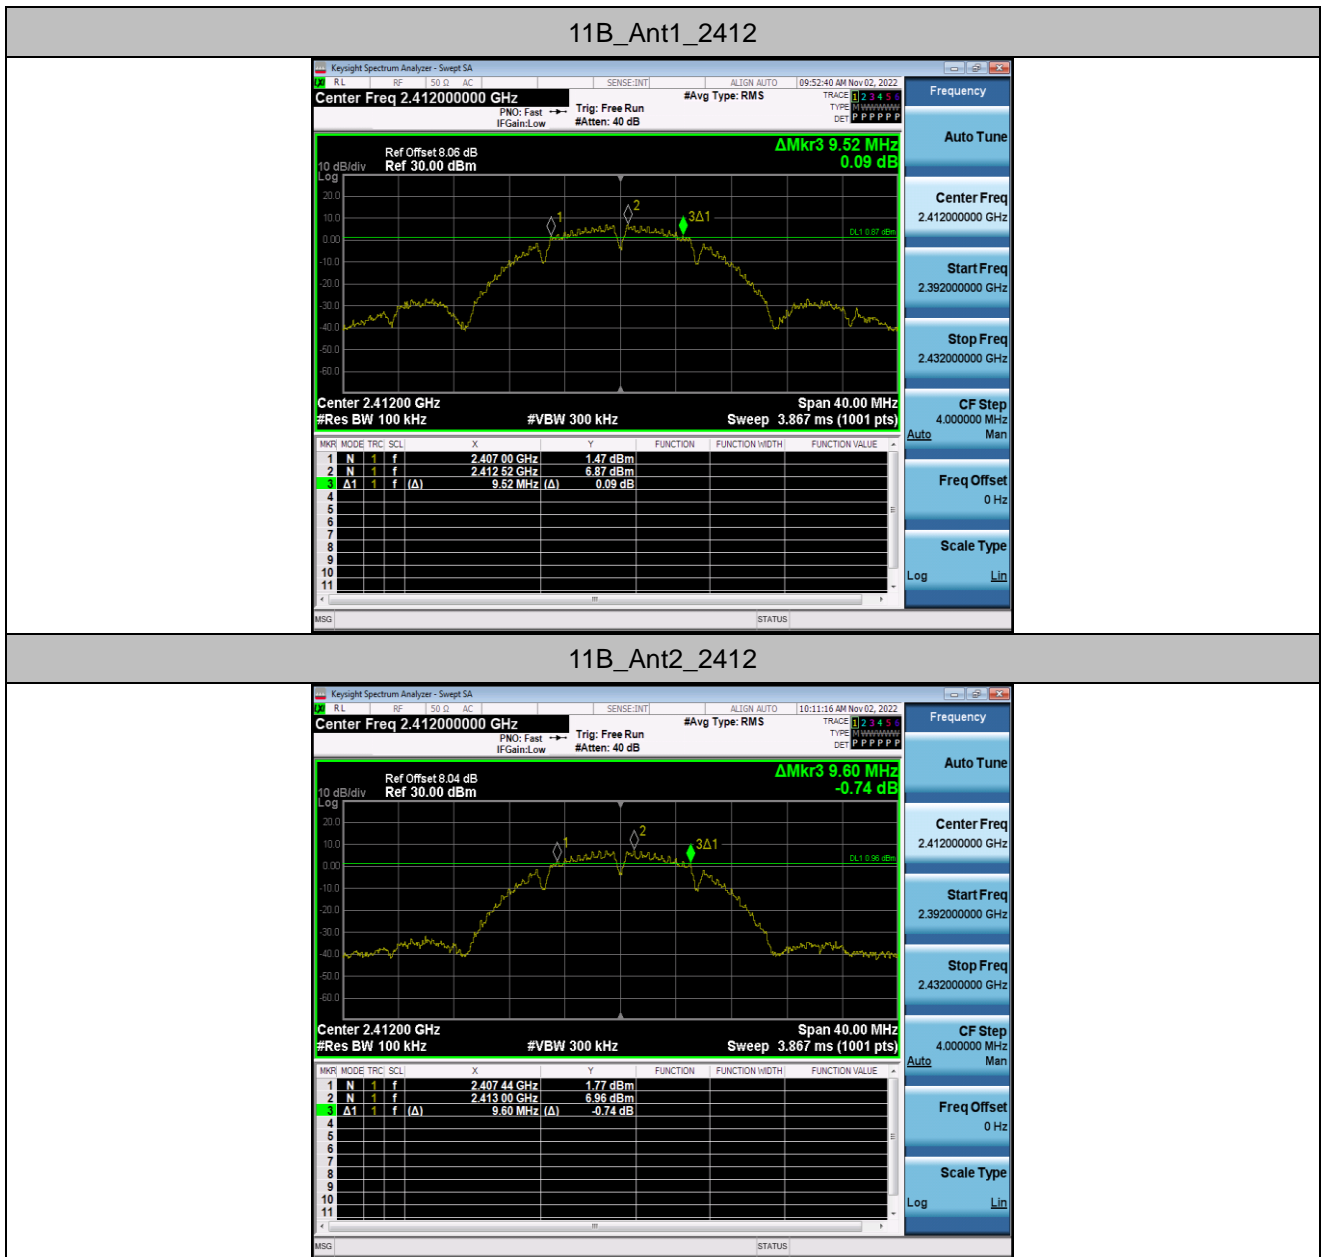 11B_Ant1_2412
Keysight Spectrum Analyzer - Swept SA
RL RF 50 Ω AC SENSE:INT ALIGN AUTO 09:52:40 AM Nov 02, 2022
Center Freq 2.412000000 GHz
#Avg Type: RMS
TRACE 1 2 3 4 5 6
PNO: Fast Trig: Free Run
TYPE M WWWWW
IFGain:Low #Atten: 40 dB
DET P P P P P P
Frequency
Auto Tune
Center Freq
2.412000000 GHz
Start Freq
2.392000000 GHz
Stop Freq
2.432000000 GHz
CF Step
4.000000 MHz
Auto Man
Freq Offset
0 Hz
Scale Type
Log Lin
ΔMkr3 9.52 MHz
0.09 dB
Ref Offset 8.06 dB
10 dB/div Ref 30.00 dBm
Log
20.0
10.0
0.00
-10.0
-20.0
-30.0
-40.0
-50.0
-60.0
1
2
3Δ1
DL1 0.87 dBm
Center 2.41200 GHz Span 40.00 MHz
#Res BW 100 kHz #VBW 300 kHz Sweep 3.867 ms (1001 pts)
MKR MODE TRC SCL X Y FUNCTION FUNCTION WIDTH FUNCTION VALUE
1 N 1 f 2.407 00 GHz 1.47 dBm
2 N 1 f 2.412 52 GHz 6.87 dBm
3 Δ1 1 f (Δ) 9.52 MHz (Δ) 0.09 dB
4
5
6
7
8
9
10
11
MSG STATUS
11B_Ant2_2412
Keysight Spectrum Analyzer - Swept SA
RL RF 50 Ω AC SENSE:INT ALIGN AUTO 10:11:16 AM Nov 02, 2022
Center Freq 2.412000000 GHz
#Avg Type: RMS
TRACE 1 2 3 4 5 6
PNO: Fast Trig: Free Run
TYPE M WWWWW
IFGain:Low #Atten: 40 dB
DET P P P P P P
Frequency
Auto Tune
Center Freq
2.412000000 GHz
Start Freq
2.392000000 GHz
Stop Freq
2.432000000 GHz
CF Step
4.000000 MHz
Auto Man
Freq Offset
0 Hz
Scale Type
Log Lin
ΔMkr3 9.60 MHz
-0.74 dB
Ref Offset 8.04 dB
10 dB/div Ref 30.00 dBm
Log
20.0
10.0
0.00
-10.0
-20.0
-30.0
-40.0
-50.0
-60.0
1
2
3Δ1
DL1 0.96 dBm
Center 2.41200 GHz Span 40.00 MHz
#Res BW 100 kHz #VBW 300 kHz Sweep 3.867 ms (1001 pts)
MKR MODE TRC SCL X Y FUNCTION FUNCTION WIDTH FUNCTION VALUE
1 N 1 f 2.407 44 GHz 1.77 dBm
2 N 1 f 2.413 00 GHz 6.96 dBm
3 Δ1 1 f (Δ) 9.60 MHz (Δ) -0.74 dB
4
5
6
7
8
9
10
11
MSG STATUS